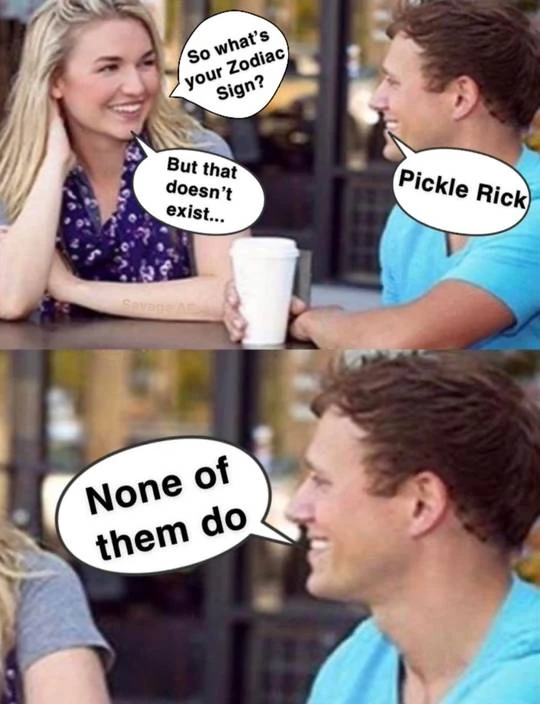 So what's
your Zodiac
Sign?
Pickle Rick
But that
doesn't
exist...
None of
them do